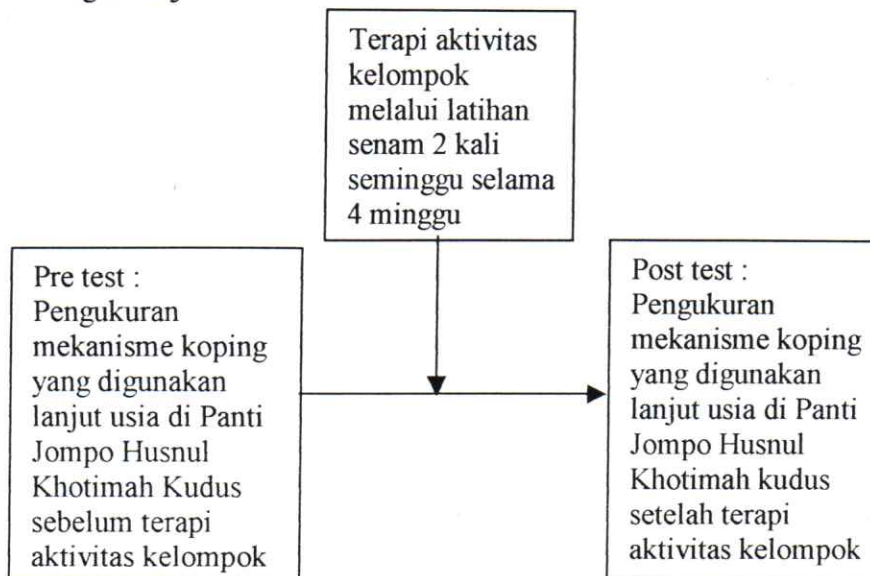 Terapi aktivitas
kelompok
melalui latihan
senam 2 kali
seminggu selama
4 minggu
Pre test :
Pengukuran
mekanisme koping
yang digunakan
lanjut usia di Panti
Jompo Husnul
Khotimah Kudus
sebelum terapi
aktivitas kelompok
Post test :
Pengukuran
mekanisme koping
yang digunakan
lanjut usia di Panti
Jompo Husnul
Khotimah kudus
setelah terapi
aktivitas kelompok